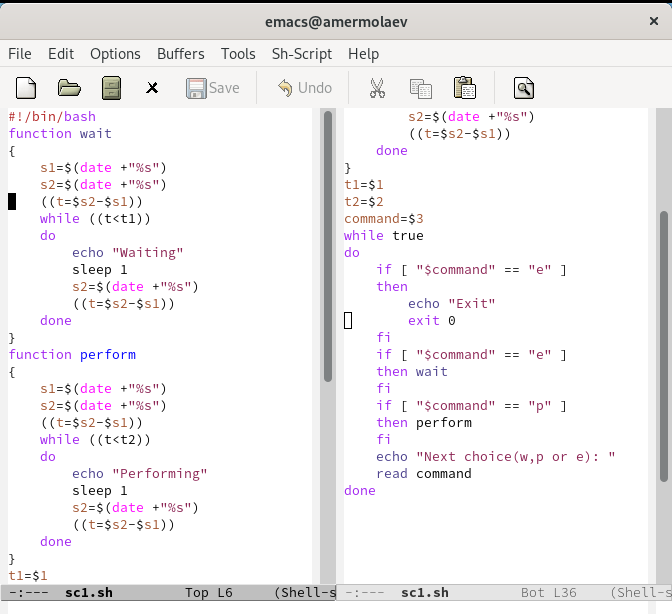 emacs@amermolaev
File Edit Options Buffers Tools Sh-Script Help
Save Undo
#!/bin/bash
function wait
{
    s1=$(date +"%s")
    s2=$(date +"%s")
    ((t=$s2-$s1))
    while ((t<t1))
    do
        echo "Waiting"
        sleep 1
        s2=$(date +"%s")
        ((t=$s2-$s1))
    done
}
function perform
{
    s1=$(date +"%s")
    s2=$(date +"%s")
    ((t=$s2-$s1))
    while ((t<t2))
    do
        echo "Performing"
        sleep 1
        s2=$(date +"%s")
        ((t=$s2-$s1))
    done
}
t1=$1
-:--- sc1.sh Top L6 (Shell-s
        s2=$(date +"%s")
        ((t=$s2-$s1))
    done
}
t1=$1
t2=$2
command=$3
while true
do
    if [ "$command" == "e" ]
    then
        echo "Exit"
        exit 0
    fi
    if [ "$command" == "e" ]
    then wait
    fi
    if [ "$command" == "p" ]
    then perform
    fi
    echo "Next choice(w,p or e): "
    read command
done
-:--- sc1.sh Bot L36 (Shell-s